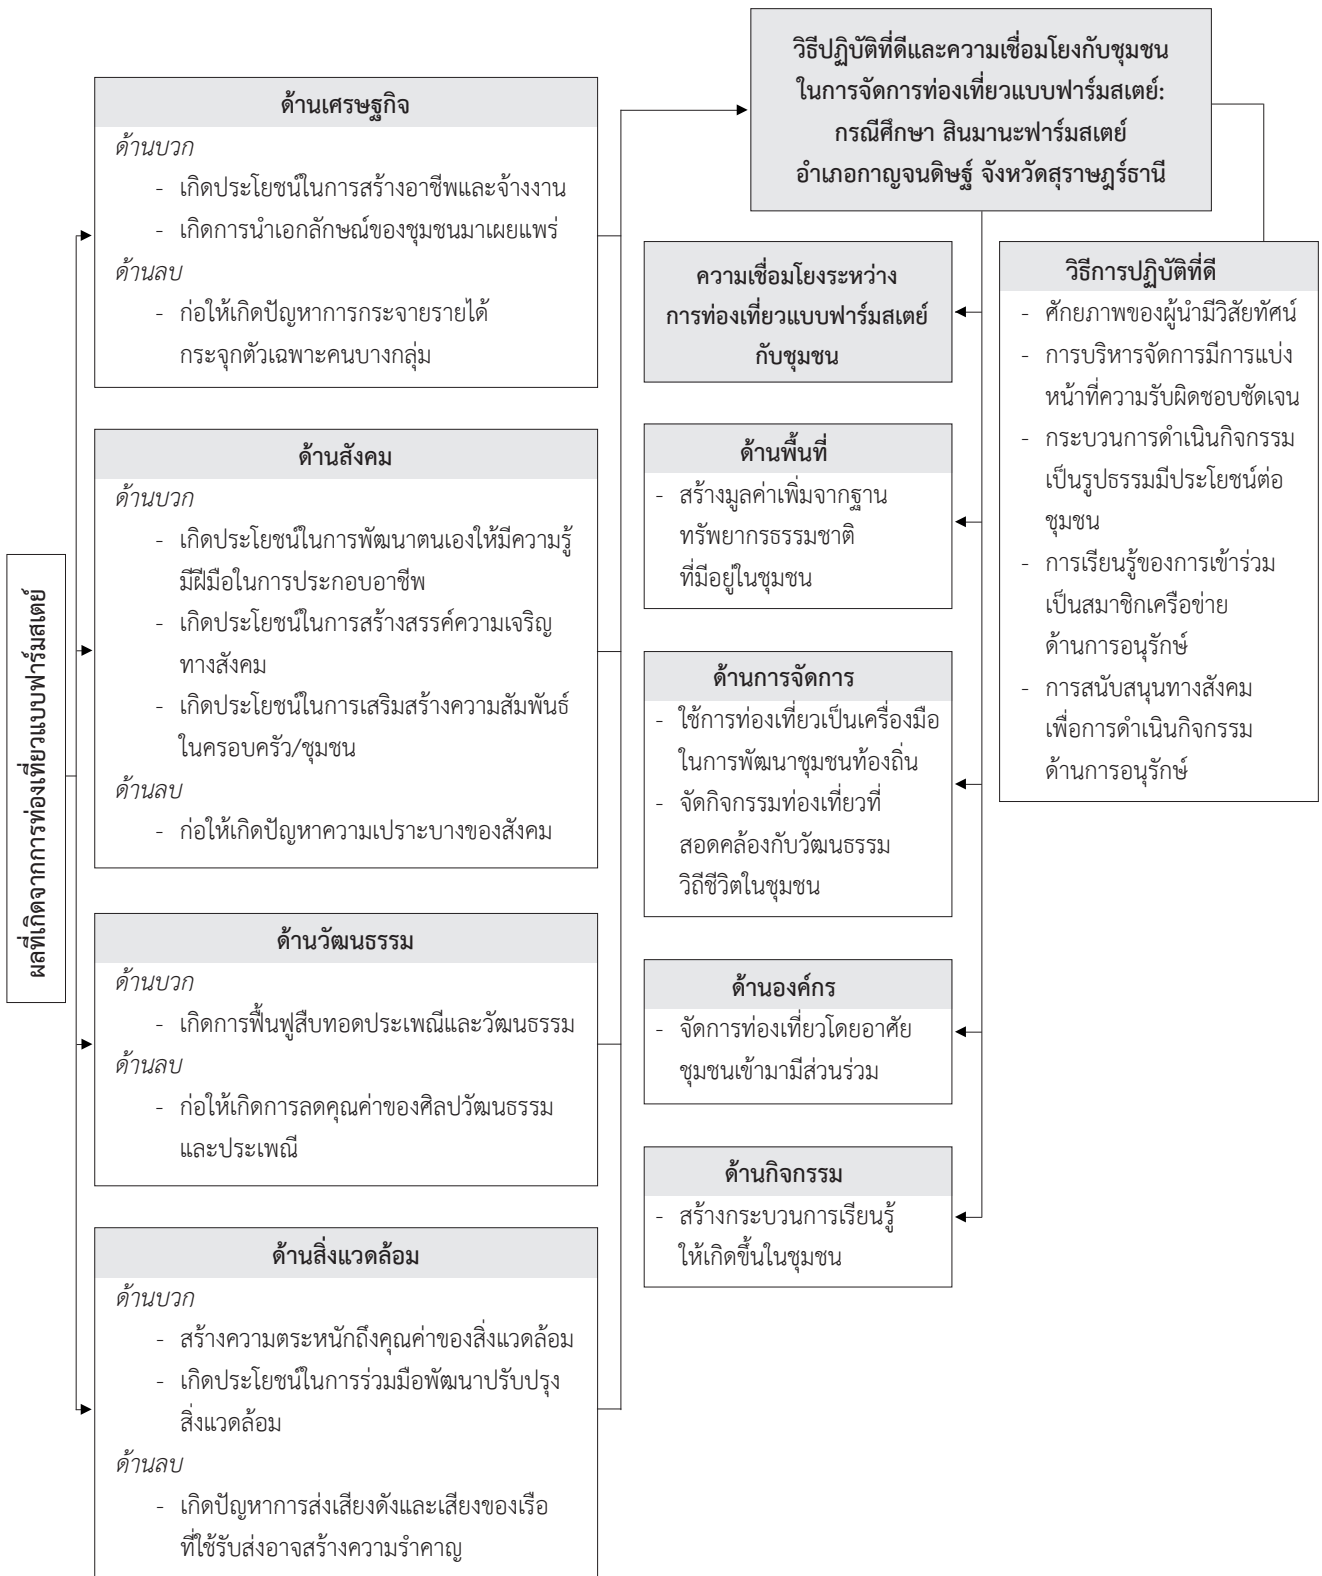 ผลที่เกิดจากการท่องเที่ยวแบบฟาร์มสเตย์
ด้านเศรษฐกิจ
ด้านบวก
- เกิดประโยชน์ในการสร้างอาชีพและจ้างงาน
- เกิดการนำเอกลักษณ์ของชุมชนมาเผยแพร่
ด้านลบ
- ก่อให้เกิดปัญหาการกระจายรายได้
กระจุกตัวเฉพาะคนบางกลุ่ม
ด้านสังคม
ด้านบวก
- เกิดประโยชน์ในการพัฒนาตนเองให้มีความรู้
มีฝีมือในการประกอบอาชีพ
- เกิดประโยชน์ในการสร้างสรรค์ความเจริญ
ทางสังคม
- เกิดประโยชน์ในการเสริมสร้างความสัมพันธ์
ในครอบครัว/ชุมชน
ด้านลบ
- ก่อให้เกิดปัญหาความเปราะบางของสังคม
ด้านวัฒนธรรม
ด้านบวก
- เกิดการฟื้นฟูสืบทอดประเพณีและวัฒนธรรม
ด้านลบ
- ก่อให้เกิดการลดคุณค่าของศิลปวัฒนธรรม
และประเพณี
ด้านสิ่งแวดล้อม
ด้านบวก
- สร้างความตระหนักถึงคุณค่าของสิ่งแวดล้อม
- เกิดประโยชน์ในการร่วมมือพัฒนาปรับปรุง
สิ่งแวดล้อม
ด้านลบ
- เกิดปัญหาการส่งเสียงดังและเสียงของเรือ
ที่ใช้รับส่งอาจสร้างความรำคาญ
วิธีปฏิบัติที่ดีและความเชื่อมโยงกับชุมชน
ในการจัดการท่องเที่ยวแบบฟาร์มสเตย์:
กรณีศึกษา สินมานะฟาร์มสเตย์
อำเภอกาญจนดิษฐ์ จังหวัดสุราษฎร์ธานี
ความเชื่อมโยงระหว่าง
การท่องเที่ยวแบบฟาร์มสเตย์
กับชุมชน
ด้านพื้นที่
- สร้างมูลค่าเพิ่มจากฐาน
ทรัพยากรธรรมชาติ
ที่มีอยู่ในชุมชน
ด้านการจัดการ
- ใช้การท่องเที่ยวเป็นเครื่องมือ
ในการพัฒนาชุมชนท้องถิ่น
- จัดกิจกรรมท่องเที่ยวที่
สอดคล้องกับวัฒนธรรม
วิถีชีวิตในชุมชน
ด้านองค์กร
- จัดการท่องเที่ยวโดยอาศัย
ชุมชนเข้ามามีส่วนร่วม
ด้านกิจกรรม
- สร้างกระบวนการเรียนรู้
ให้เกิดขึ้นในชุมชน
วิธีการปฏิบัติที่ดี
- ศักยภาพของผู้นำมีวิสัยทัศน์
- การบริหารจัดการมีการแบ่ง
หน้าที่ความรับผิดชอบชัดเจน
- กระบวนการดำเนินกิจกรรม
เป็นรูปธรรมมีประโยชน์ต่อ
ชุมชน
- การเรียนรู้ของการเข้าร่วม
เป็นสมาชิกเครือข่าย
ด้านการอนุรักษ์
- การสนับสนุนทางสังคม
เพื่อการดำเนินกิจกรรม
ด้านการอนุรักษ์